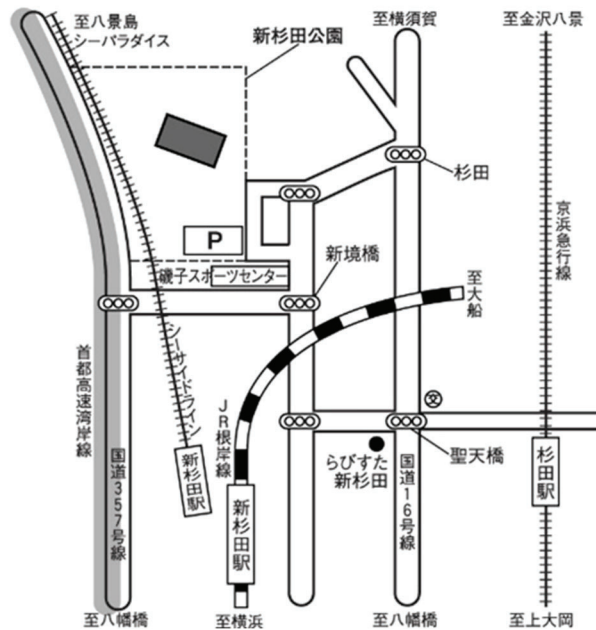 至八景島
シーパラダイス
新杉田公園
至横須賀
至金沢八景
杉田
P
磯子スポーツセンター
新境橋
京浜急行線
至大船
首都高速湾岸線
シーサイドライン
JR根岸線
国道357号線
新杉田駅
新杉田駅
らびすた
新杉田
文
聖天橋
国道16号線
杉田駅
至八幡橋
至横浜
至八幡橋
至上大岡